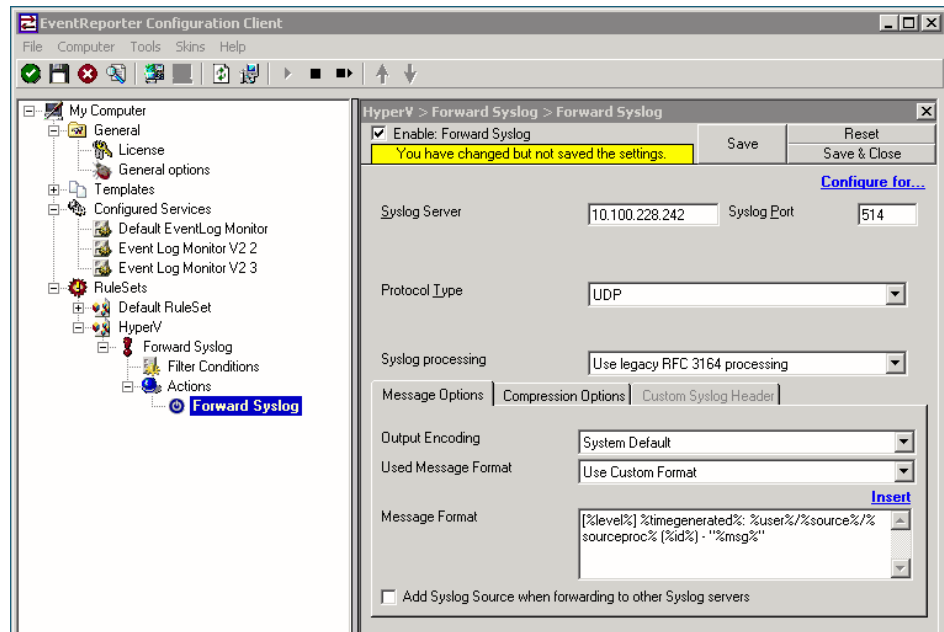 EventReporter Configuration Client
File Computer Tools Skins Help
My Computer
General
License
General options
Templates
Configured Services
Default EventLog Monitor
Event Log Monitor V2 2
Event Log Monitor V2 3
RuleSets
Default RuleSet
HyperV
Forward Syslog
Filter Conditions
Actions
Forward Syslog
HyperV > Forward Syslog > Forward Syslog
Enable: Forward Syslog
You have changed but not saved the settings.
Save
Reset
Save & Close
Configure for...
Syslog Server 10.100.228.242 Syslog Port 514
Protocol Type UDP
Syslog processing Use legacy RFC 3164 processing
Message Options Compression Options Custom Syslog Header
Output Encoding System Default
Used Message Format Use Custom Format
Insert
Message Format [%level%] %timegenerated%: %user%/%source%/%
sourceproc% (%id%) - "%msg%"
Add Syslog Source when forwarding to other Syslog servers